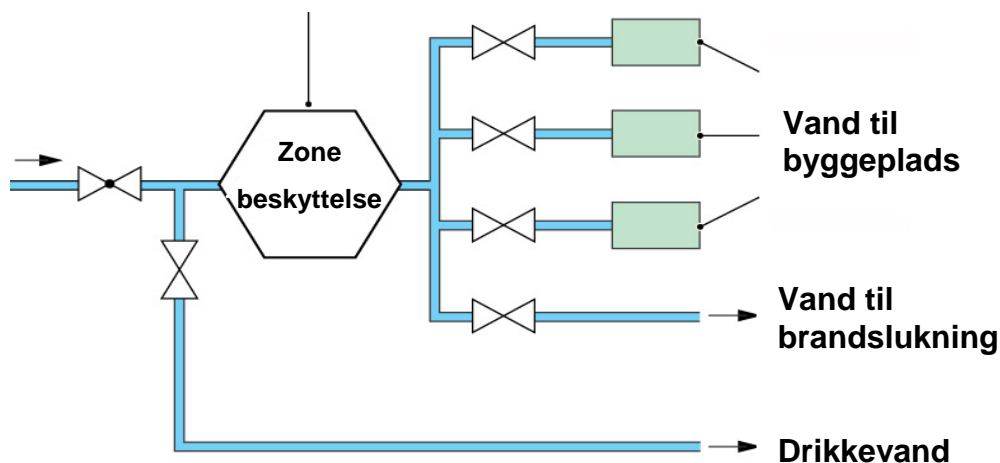 Zone
beskyttelse
Vand til
byggeplads
Vand til
brandslukning
Drikkevand